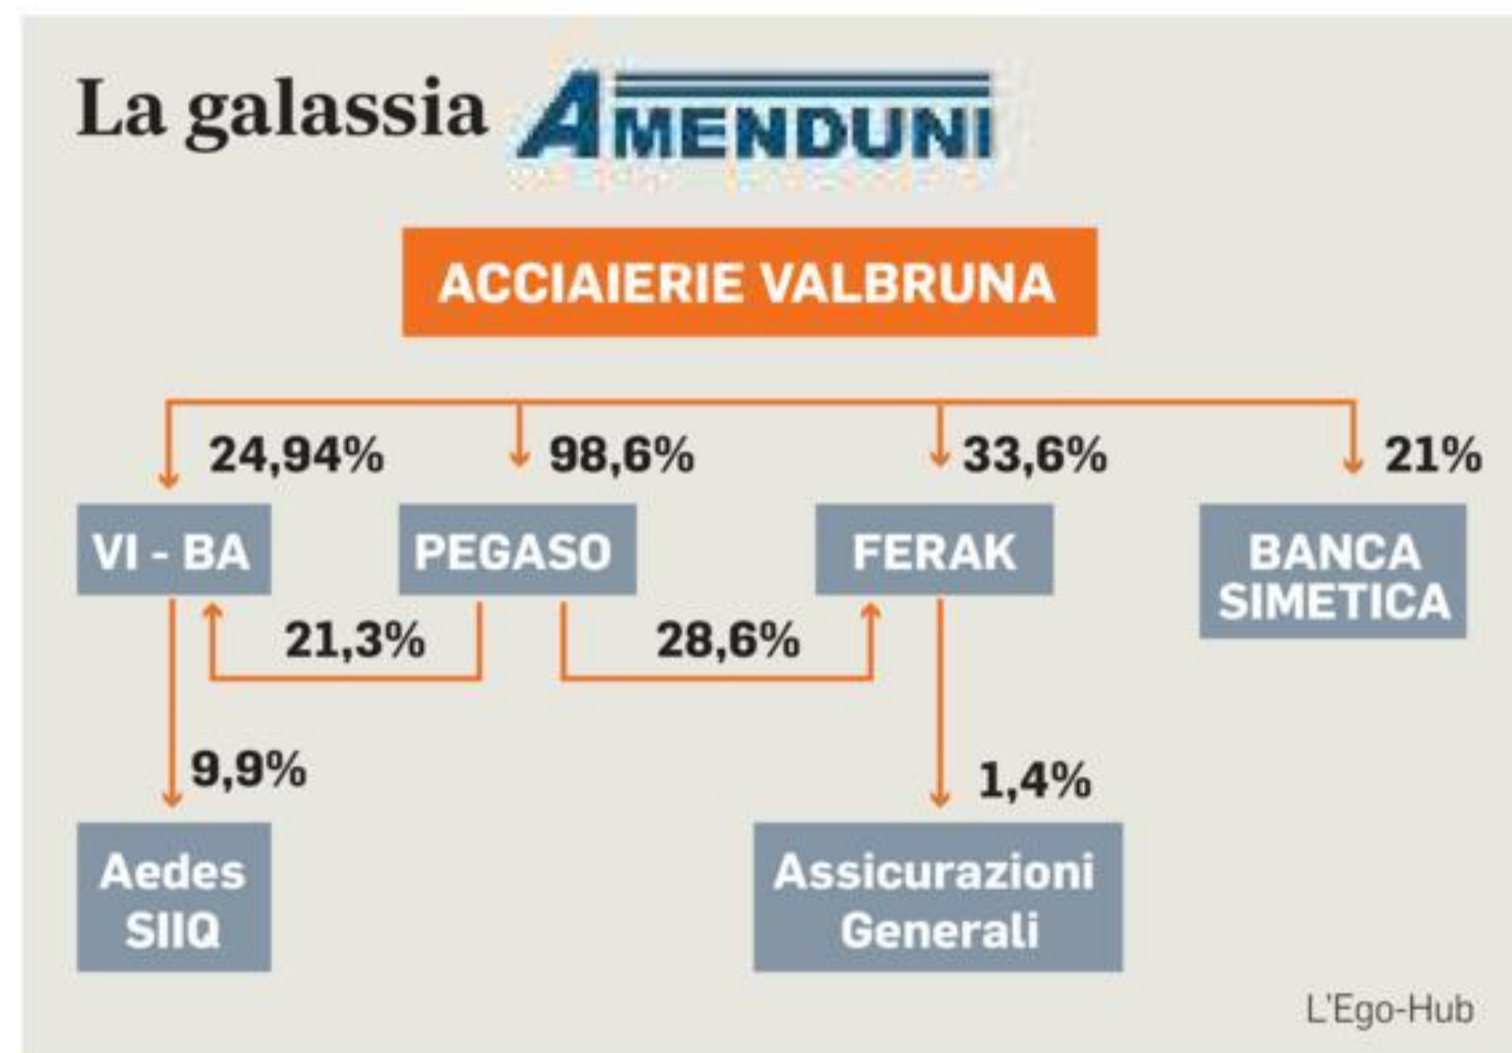 La galassia AMENDUNI
ACCIAIERIE VALBRUNA
24,94% 98,6% 33,6% 21%
VI - BA PEGASO FERAK BANCA
SIMETICA
21,3% 28,6%
9,9% 1,4%
Aedes Assicurazioni
SIIQ Generali
L'Ego-Hub